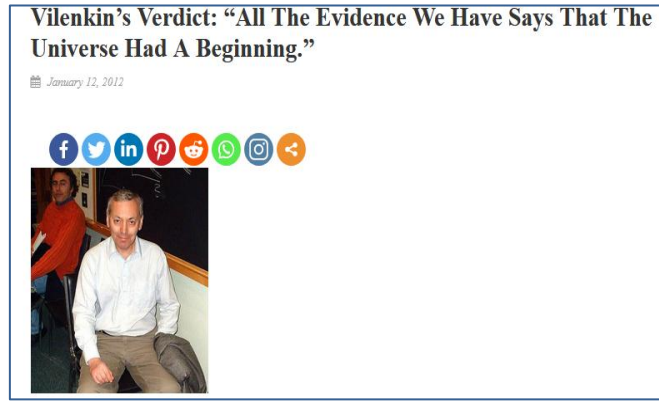 Vilenkin’s Verdict: “All The Evidence We Have Says That The
Universe Had A Beginning.”
January 12, 2012